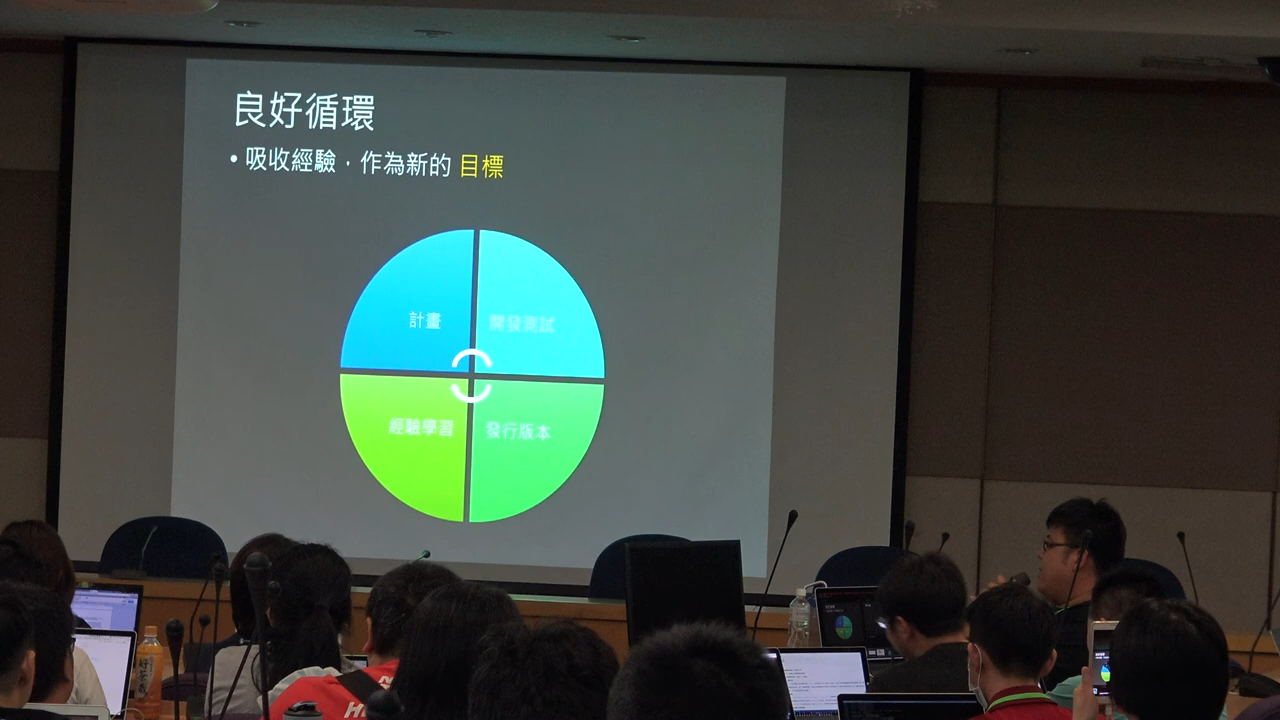 良好循環
• 吸收經驗，作為新的 目標
計畫
開發測試
經驗學習
發行版本